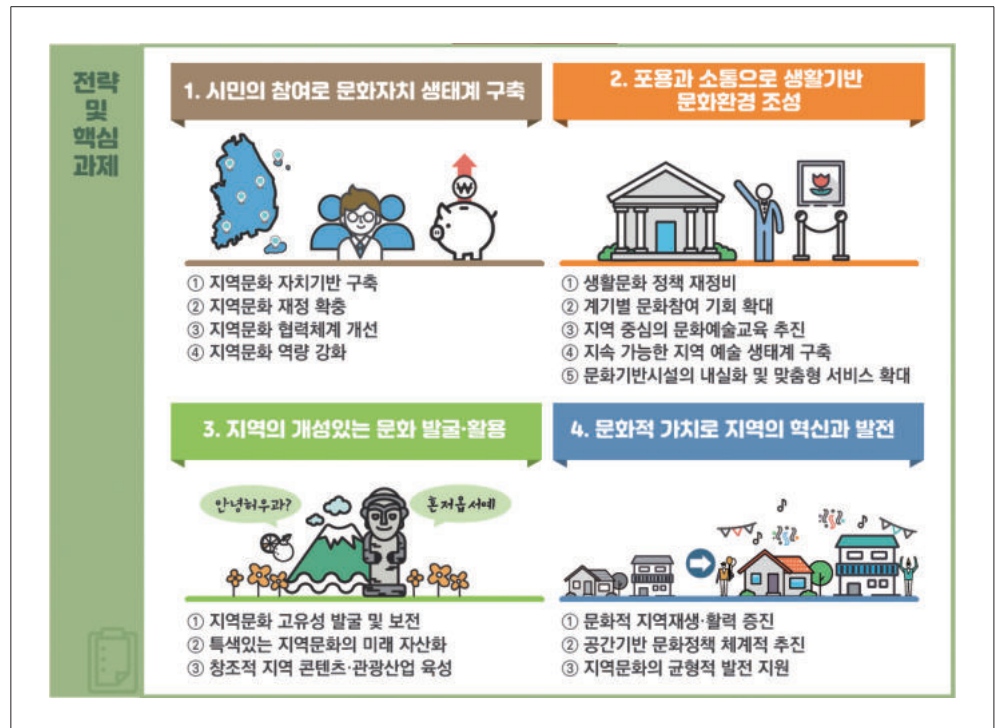 전략
및
핵심
과제
1. 시민의 참여로 문화자치 생태계 구축
₩
① 지역문화 자치기반 구축
② 지역문화 재정 확충
③ 지역문화 협력체계 개선
④ 지역문화 역량 강화
2. 포용과 소통으로 생활기반
문화환경 조성
① 생활문화 정책 재정비
② 계기별 문화참여 기회 확대
③ 지역 중심의 문화예술교육 추진
④ 지속 가능한 지역 예술 생태계 구축
⑤ 문화기반시설의 내실화 및 맞춤형 서비스 확대
3. 지역의 개성있는 문화 발굴·활용
안녕허우꽈?
혼저옵서예
① 지역문화 고유성 발굴 및 보전
② 특색있는 지역문화의 미래 자산화
③ 창조적 지역 콘텐츠·관광산업 육성
4. 문화적 가치로 지역의 혁신과 발전
① 문화적 지역재생·활력 증진
② 공간기반 문화정책 체계적 추진
③ 지역문화의 균형적 발전 지원